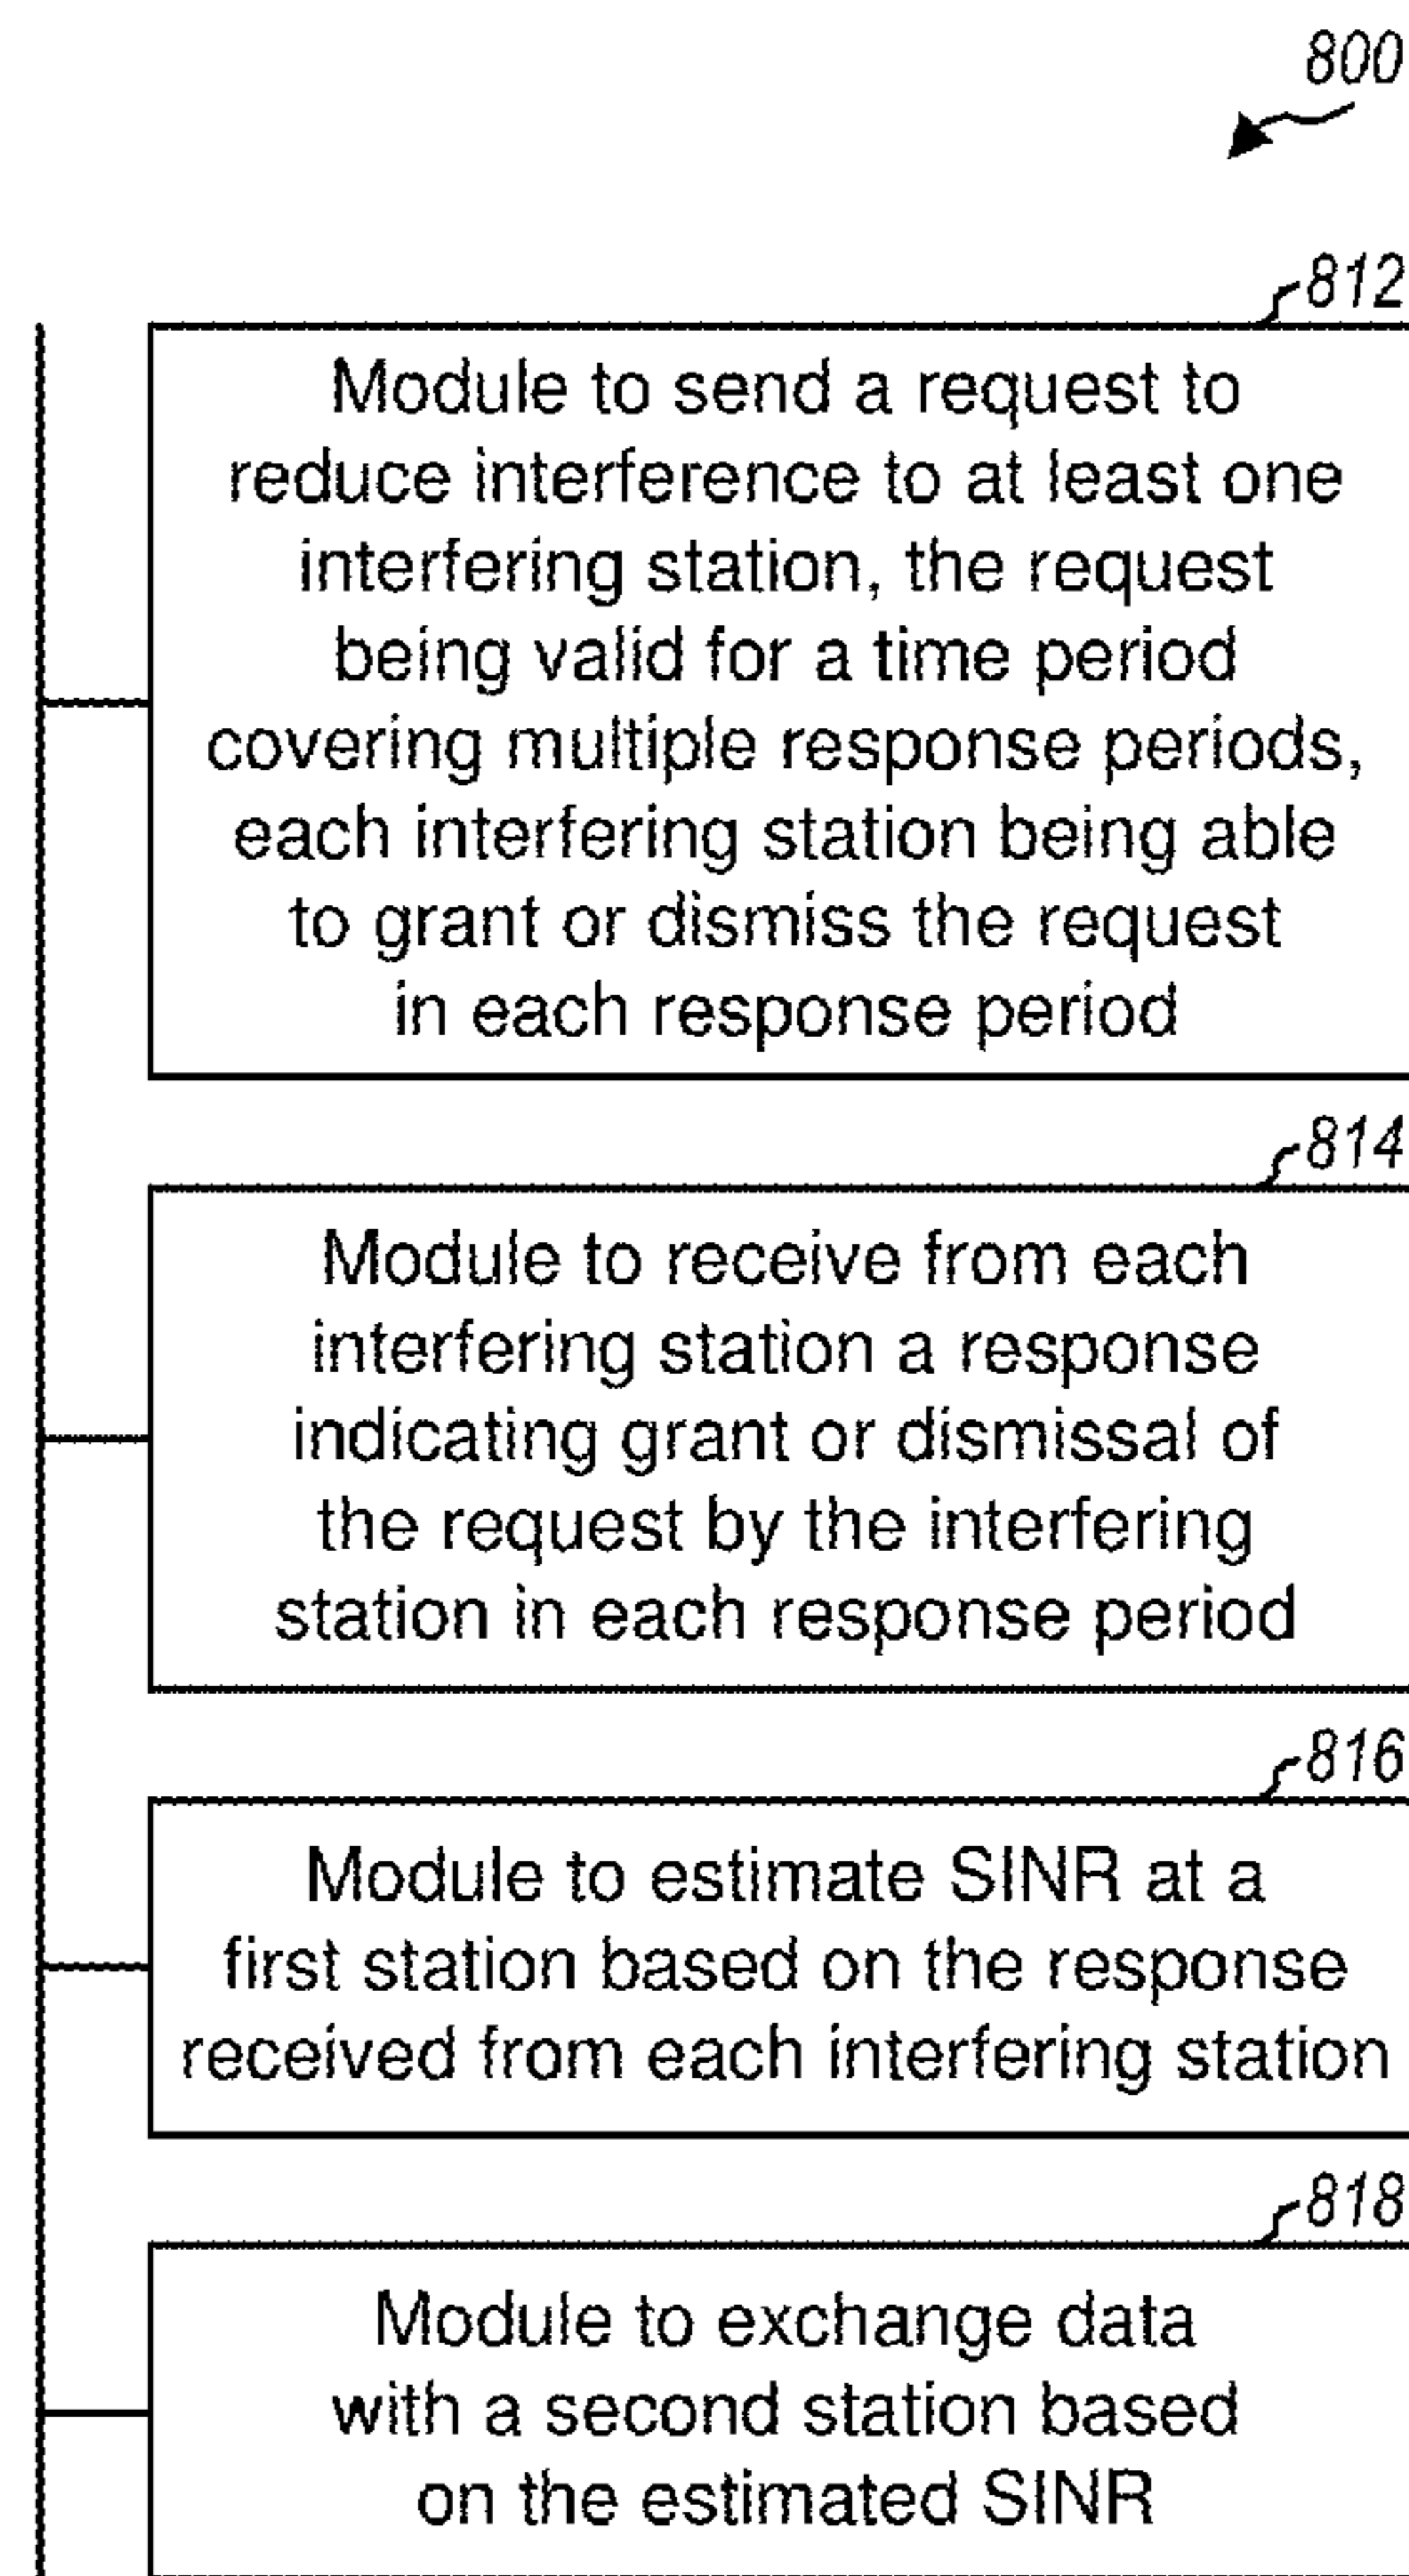 800
812
Module to send a request to
reduce interference to at least one
interfering station, the request
being valid for a time period
covering multiple response periods,
each interfering station being able
to grant or dismiss the request
in each response period
814
Module to receive from each
interfering station a response
indicating grant or dismissal of
the request by the interfering
station in each response period
816
Module to estimate SINR at a
first station based on the response
received from each interfering station
818
Module to exchange data
with a second station based
on the estimated SINR